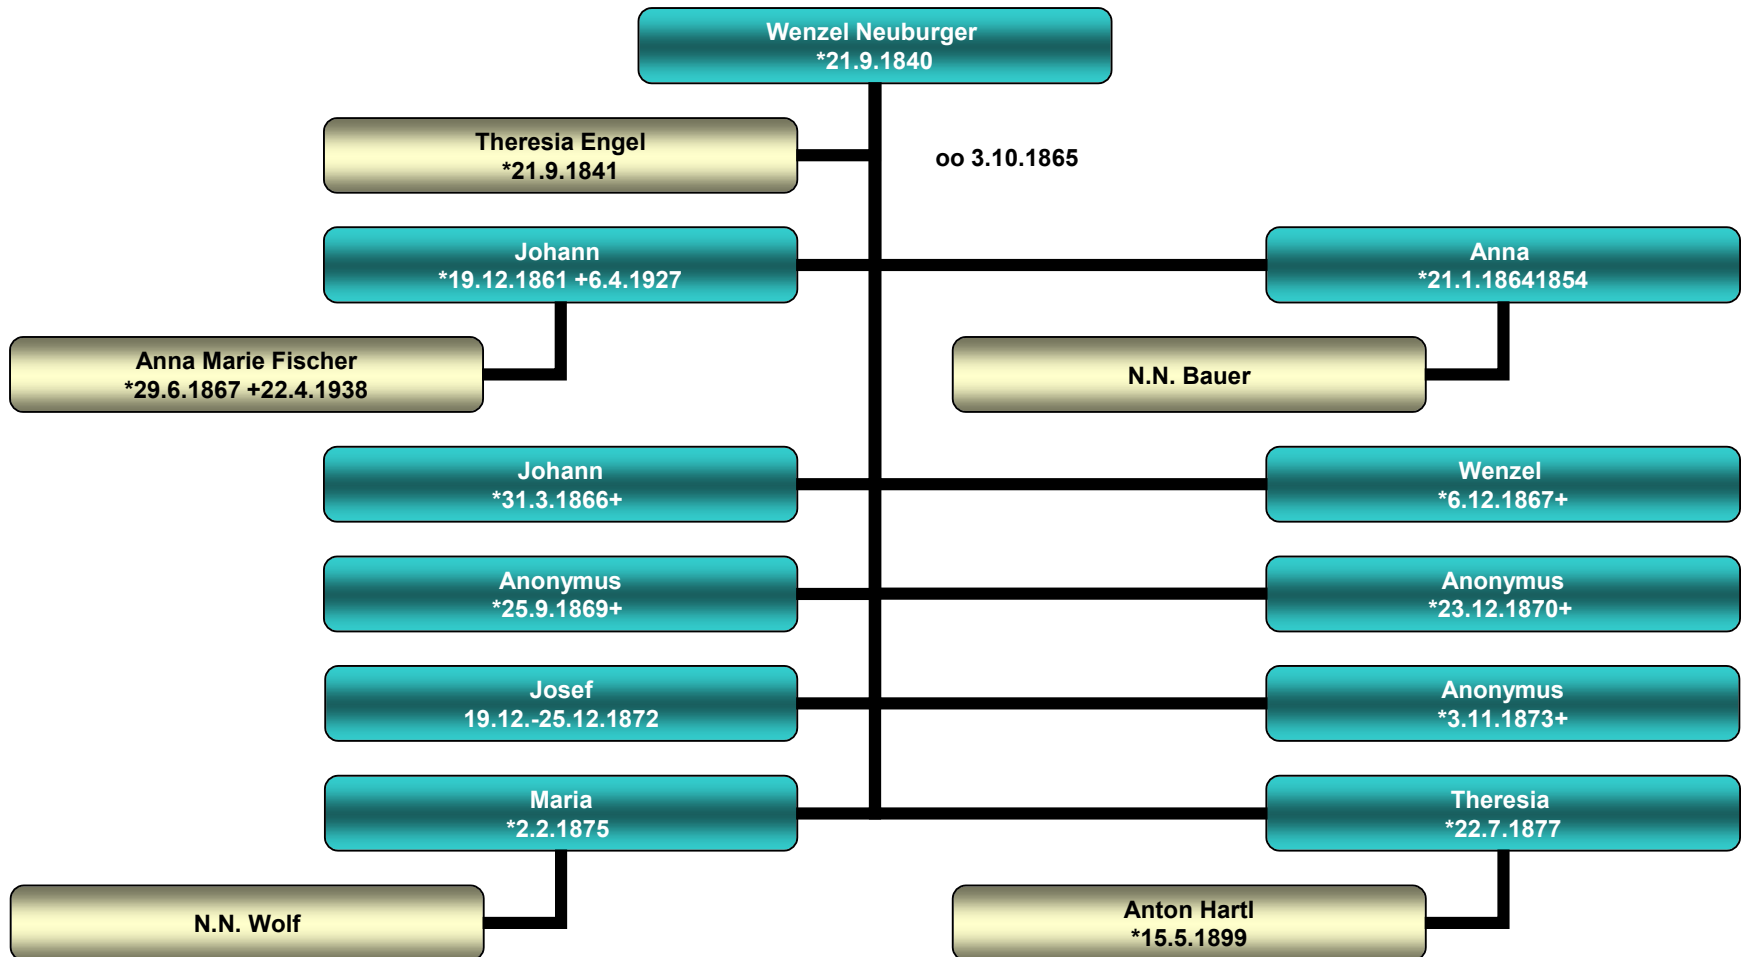 Wenzel Neuburger
*21.9.1840
Theresia Engel
*21.9.1841
oo 3.10.1865
Johann
*19.12.1861 +6.4.1927
Anna
*21.1.18641854
Anna Marie Fischer
*29.6.1867 +22.4.1938
N.N. Bauer
Johann
*31.3.1866+
Wenzel
*6.12.1867+
Anonymus
*25.9.1869+
Anonymus
*23.12.1870+
Josef
19.12.-25.12.1872
Anonymus
*3.11.1873+
Maria
*2.2.1875
Theresia
*22.7.1877
N.N. Wolf
Anton Hartl
*15.5.1899